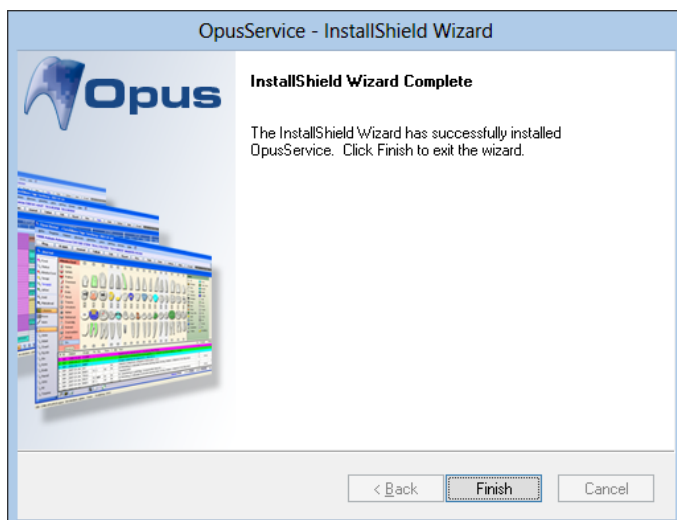 OpusService - InstallShield Wizard
Opus
InstallShield Wizard Complete
The InstallShield Wizard has successfully installed
OpusService. Click Finish to exit the wizard.
< Back
Finish
Cancel